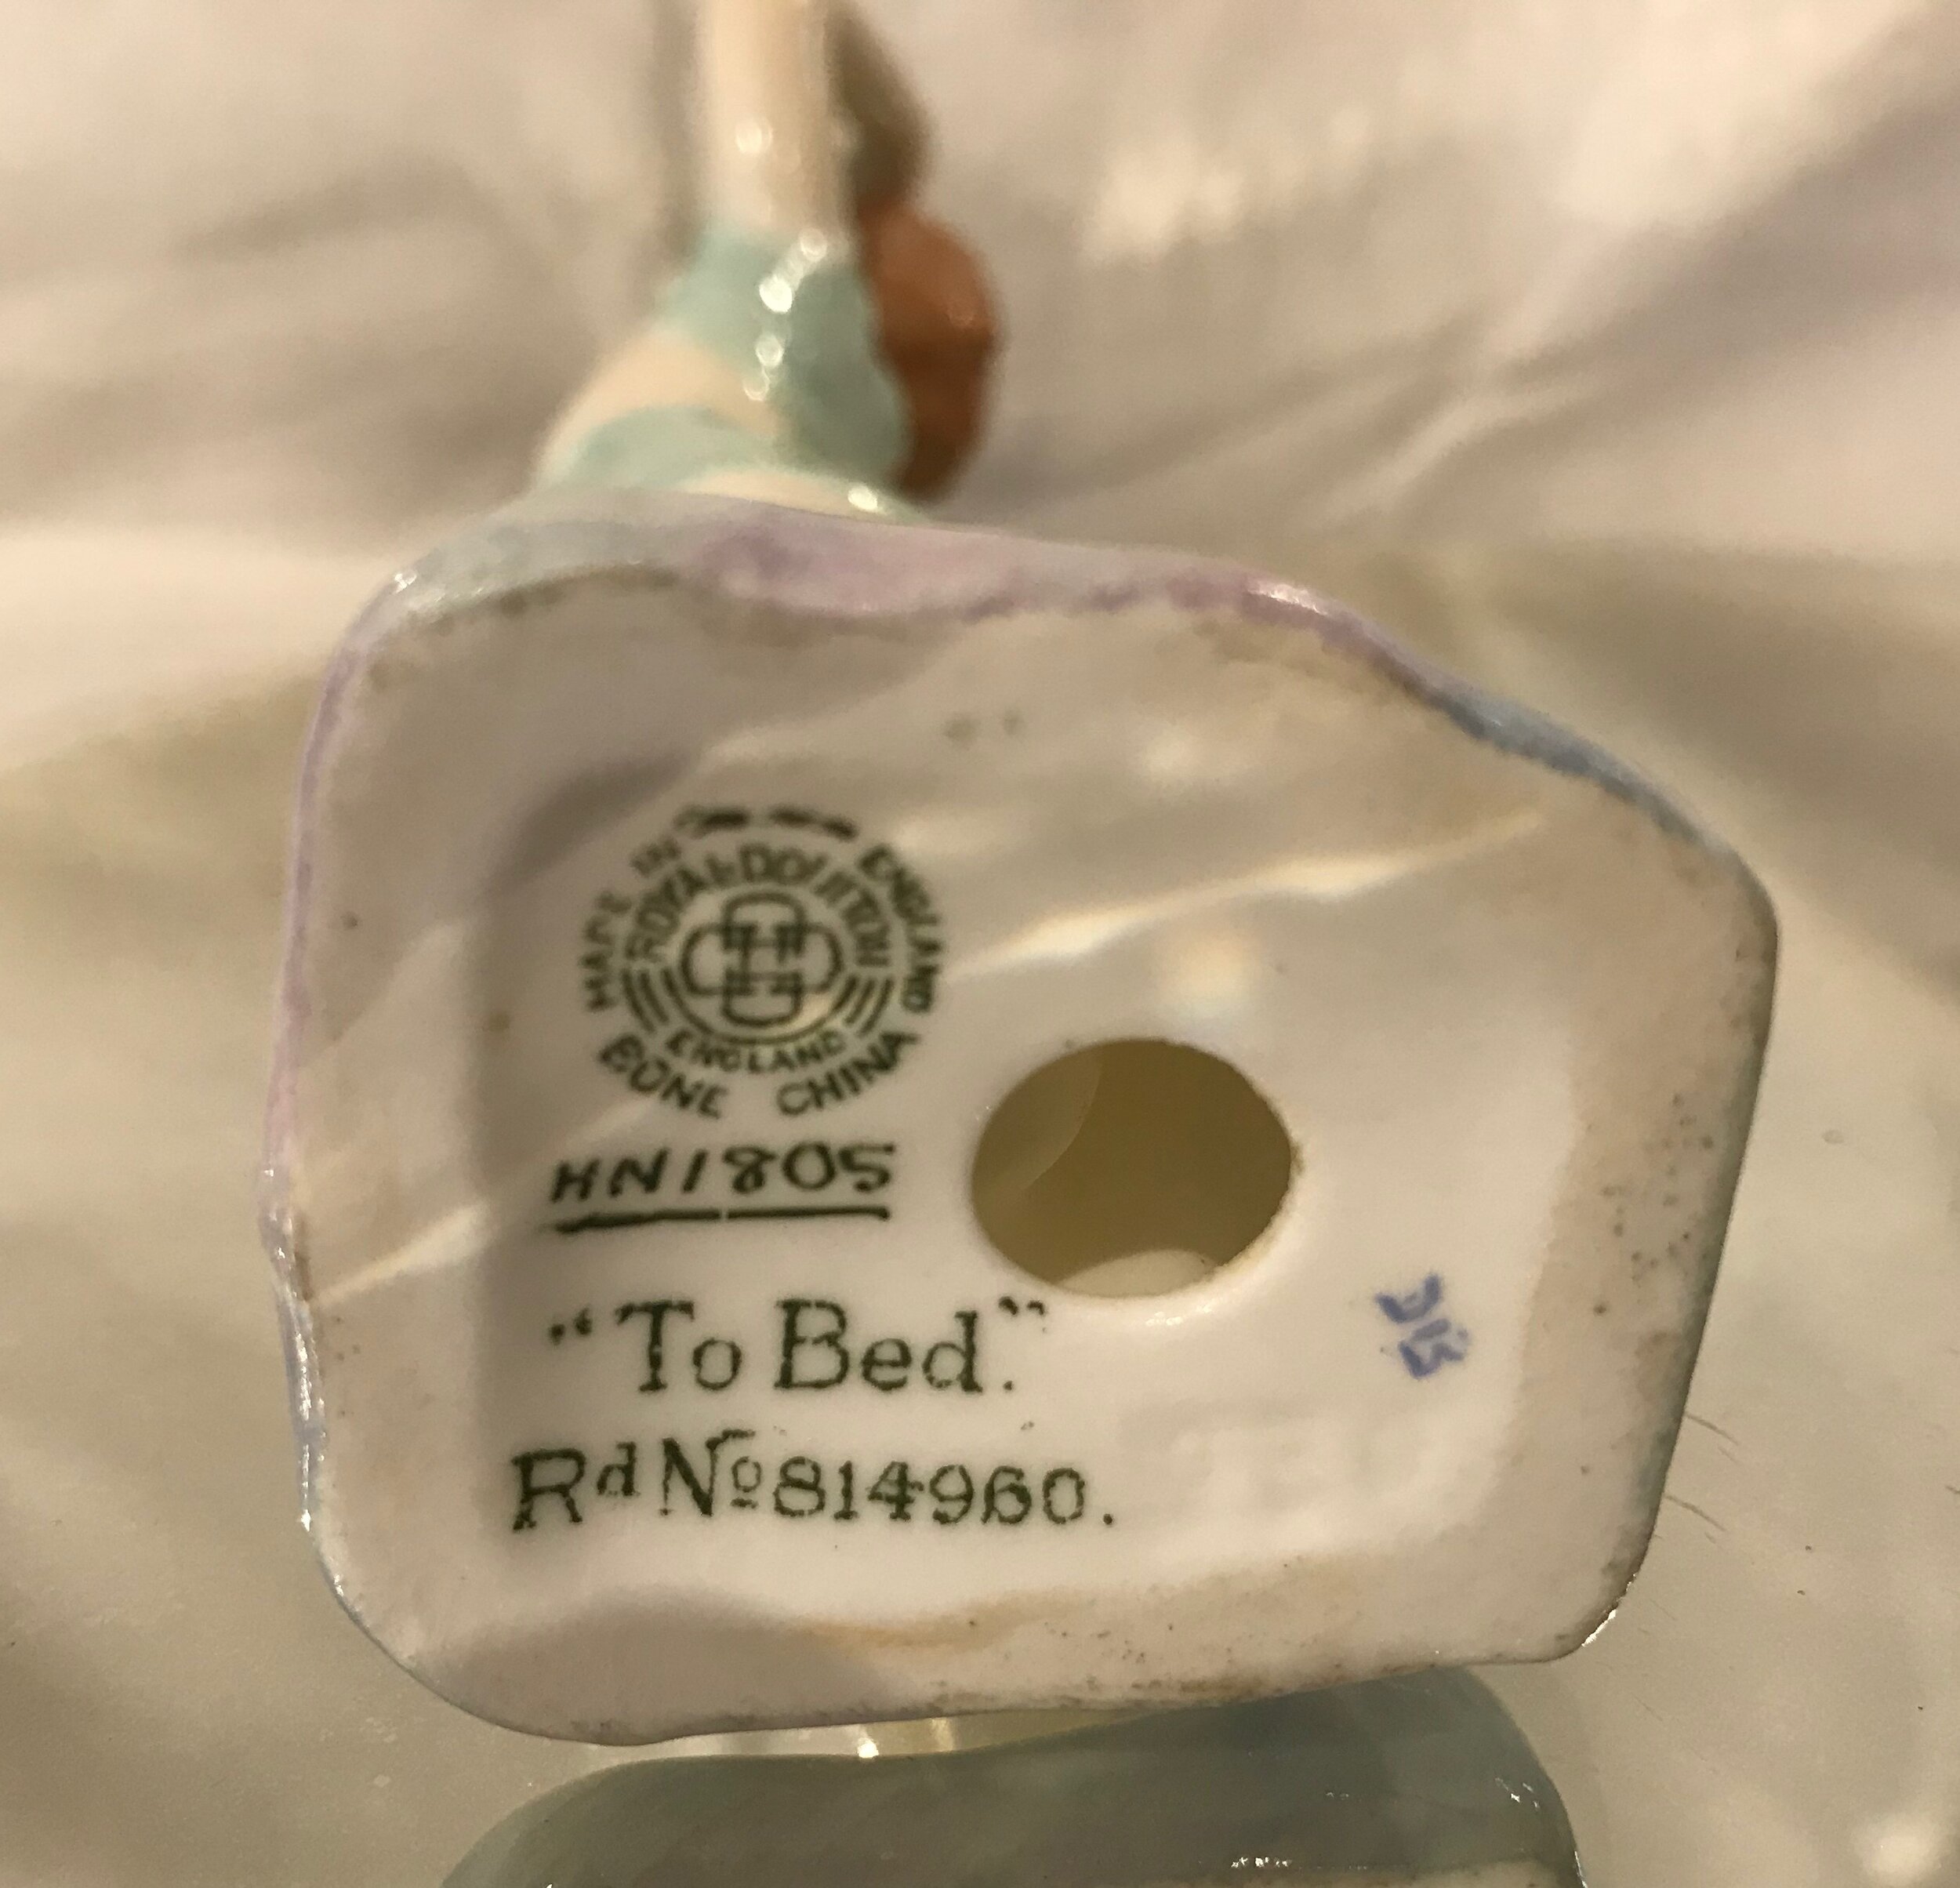 MADE IN ENGLAND
ROYAL DOULTON
ENGLAND
BONE CHINA
HN1805
"To Bed."
Rd No 814960.